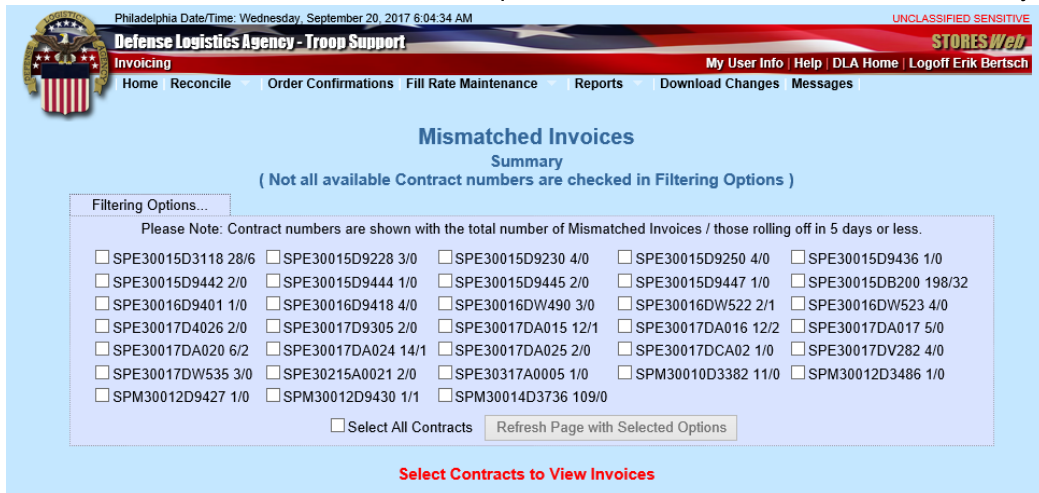 Philadelphia Date/Time: Wednesday, September 20, 2017 6:04:34 AM UNCLASSIFIED SENSITIVE
Defense Logistics Agency - Troop Support STORES Web
Invoicing My User Info | Help | DLA Home | Logoff Erik Bertsch
Home Reconcile Order Confirmations Fill Rate Maintenance Reports Download Changes Messages
Mismatched Invoices
Summary
( Not all available Contract numbers are checked in Filtering Options )
Filtering Options...
Please Note: Contract numbers are shown with the total number of Mismatched Invoices / those rolling off in 5 days or less.
SPE30015D3118 28/6 SPE30015D9228 3/0 SPE30015D9230 4/0 SPE30015D9250 4/0 SPE30015D9436 1/0
SPE30015D9442 2/0 SPE30015D9444 1/0 SPE30015D9445 2/0 SPE30015D9447 1/0 SPE30015DB200 198/32
SPE30016D9401 1/0 SPE30016D9418 4/0 SPE30016DW490 3/0 SPE30016DW522 2/1 SPE30016DW523 4/0
SPE30017D4026 2/0 SPE30017D9305 2/0 SPE30017DA015 12/1 SPE30017DA016 12/2 SPE30017DA017 5/0
SPE30017DA020 6/2 SPE30017DA024 14/1 SPE30017DA025 2/0 SPE30017DCA02 1/0 SPE30017DV282 4/0
SPE30017DW535 3/0 SPE30215A0021 2/0 SPE30317A0005 1/0 SPM30010D3382 11/0 SPM30012D3486 1/0
SPM30012D9427 1/0 SPM30012D9430 1/1 SPM30014D3736 109/0
Select All Contracts Refresh Page with Selected Options
Select Contracts to View Invoices